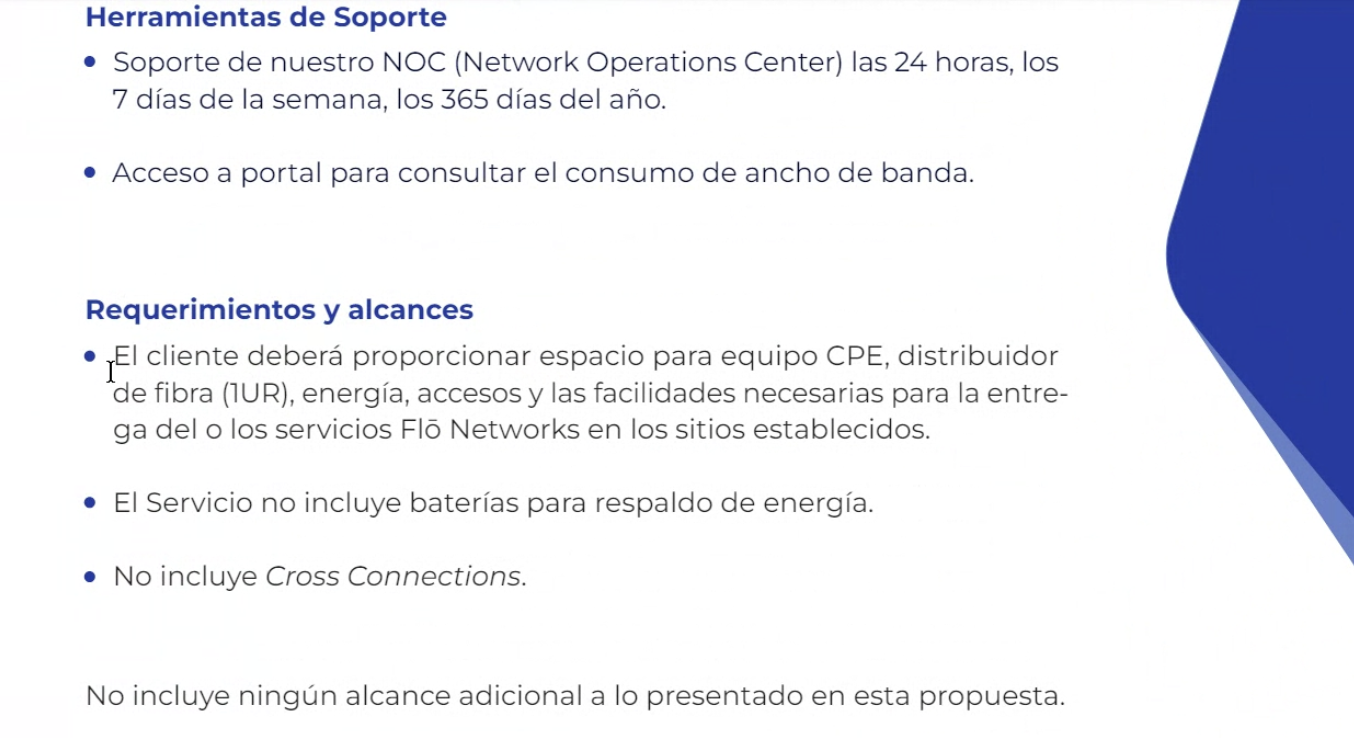 Herramientas de Soporte
• Soporte de nuestro NOC (Network Operations Center) las 24 horas, los
7 días de la semana, los 365 días del año.
• Acceso a portal para consultar el consumo de ancho de banda.
Requerimientos y alcances
• El cliente deberá proporcionar espacio para equipo CPE, distribuidor
de fibra (1UR), energía, accesos y las facilidades necesarias para la entre-
ga del o los servicios Flō Networks en los sitios establecidos.
• El Servicio no incluye baterías para respaldo de energía.
• No incluye Cross Connections.
No incluye ningún alcance adicional a lo presentado en esta propuesta.